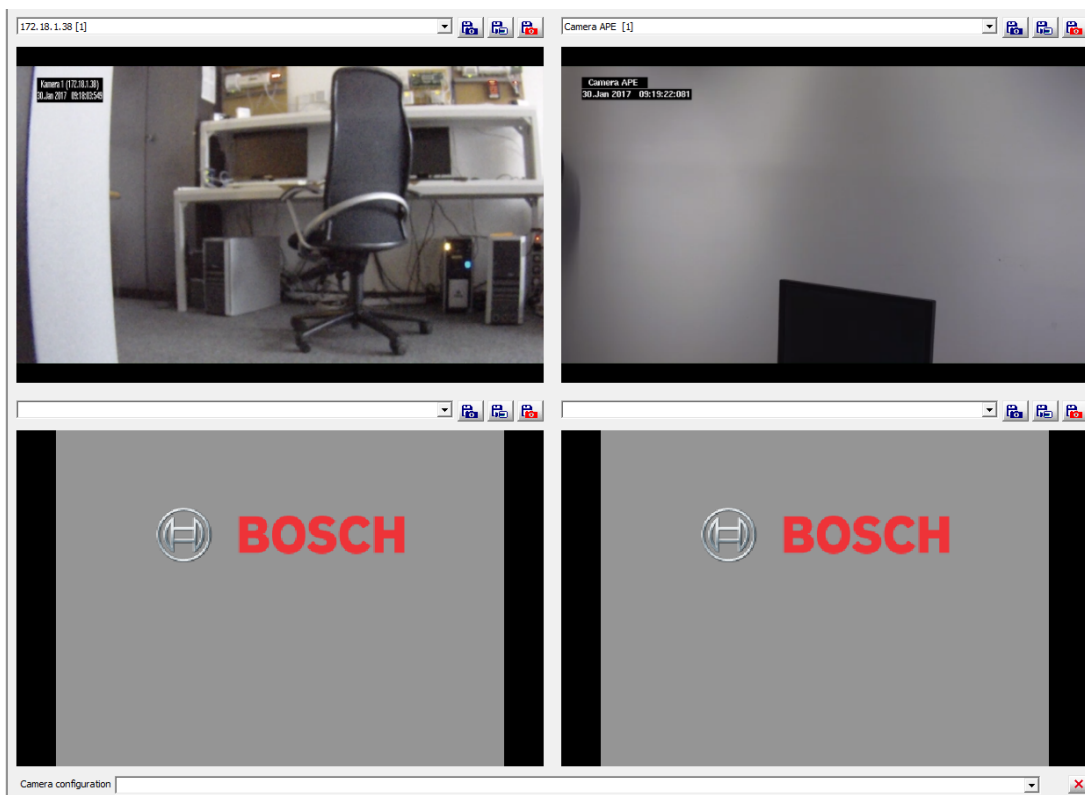 172.18.1.38 [1]
Camera APE [1]
Kamera 1 (172.18.1.38)
30. Jan 2017 09:18:03:549
Camera APE
30.Jan 2017 09:19:22:081
BOSCH
BOSCH
Camera configuration